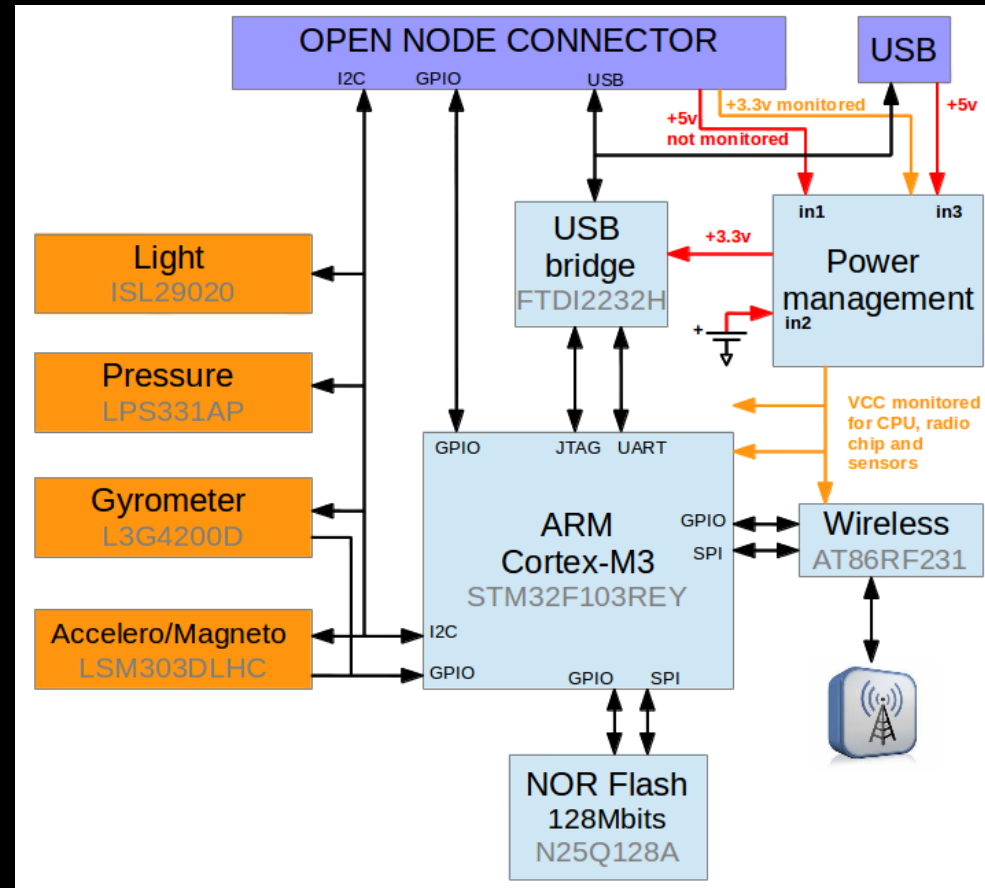 OPEN NODE CONNECTOR
I2C GPIO USB
USB
+3.3v monitored
+5v
not monitored
+5v
in1 in3
Power
management
in2
+3.3v
USB
bridge
FTDI2232H
+
Light
ISL29020
Pressure
LPS331AP
Gyrometer
L3G4200D
Accelero/Magneto
LSM303DLHC
VCC monitored
for CPU, radio
chip and
sensors
GPIO JTAG UART
ARM
Cortex-M3
STM32F103REY
GPIO
SPI
I2C
GPIO
GPIO SPI
Wireless
AT86RF231
NOR Flash
128Mbits
N25Q128A